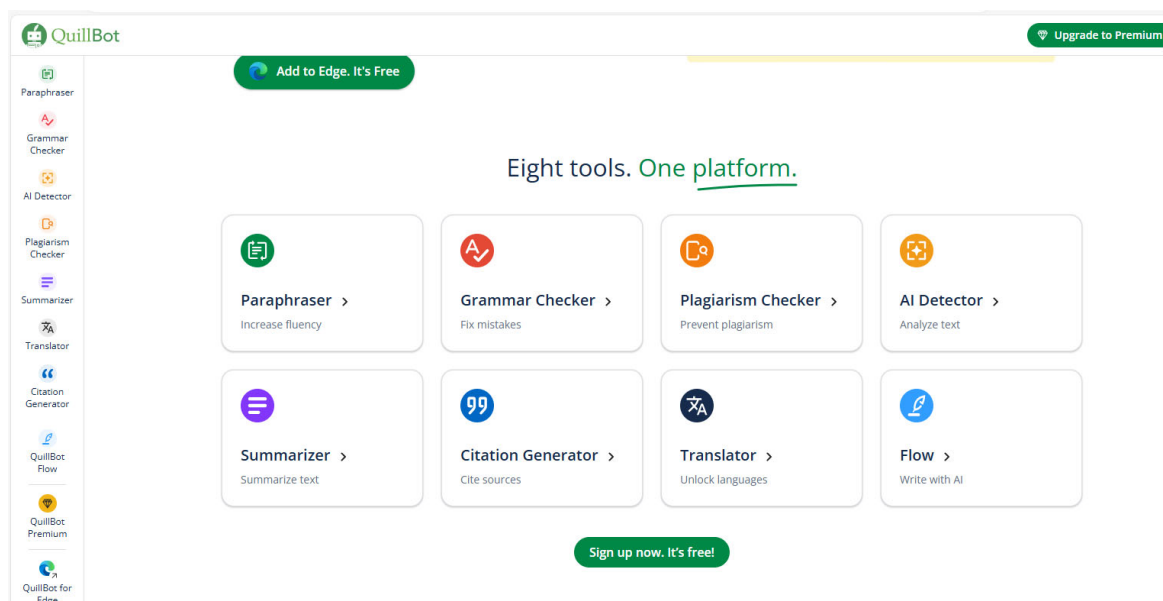 QuillBot
Upgrade to Premium
Paraphraser
Grammar
Checker
AI Detector
Plagiarism
Checker
Summarizer
Translator
Citation
Generator
QuillBot
Flow
QuillBot
Premium
QuillBot for
Edge
Add to Edge. It's Free
Eight tools. One platform.
Paraphraser
Increase fluency
Grammar Checker
Fix mistakes
Plagiarism Checker
Prevent plagiarism
AI Detector
Analyze text
Summarizer
Summarize text
Citation Generator
Cite sources
Translator
Unlock languages
Flow
Write with AI
Sign up now. It's free!